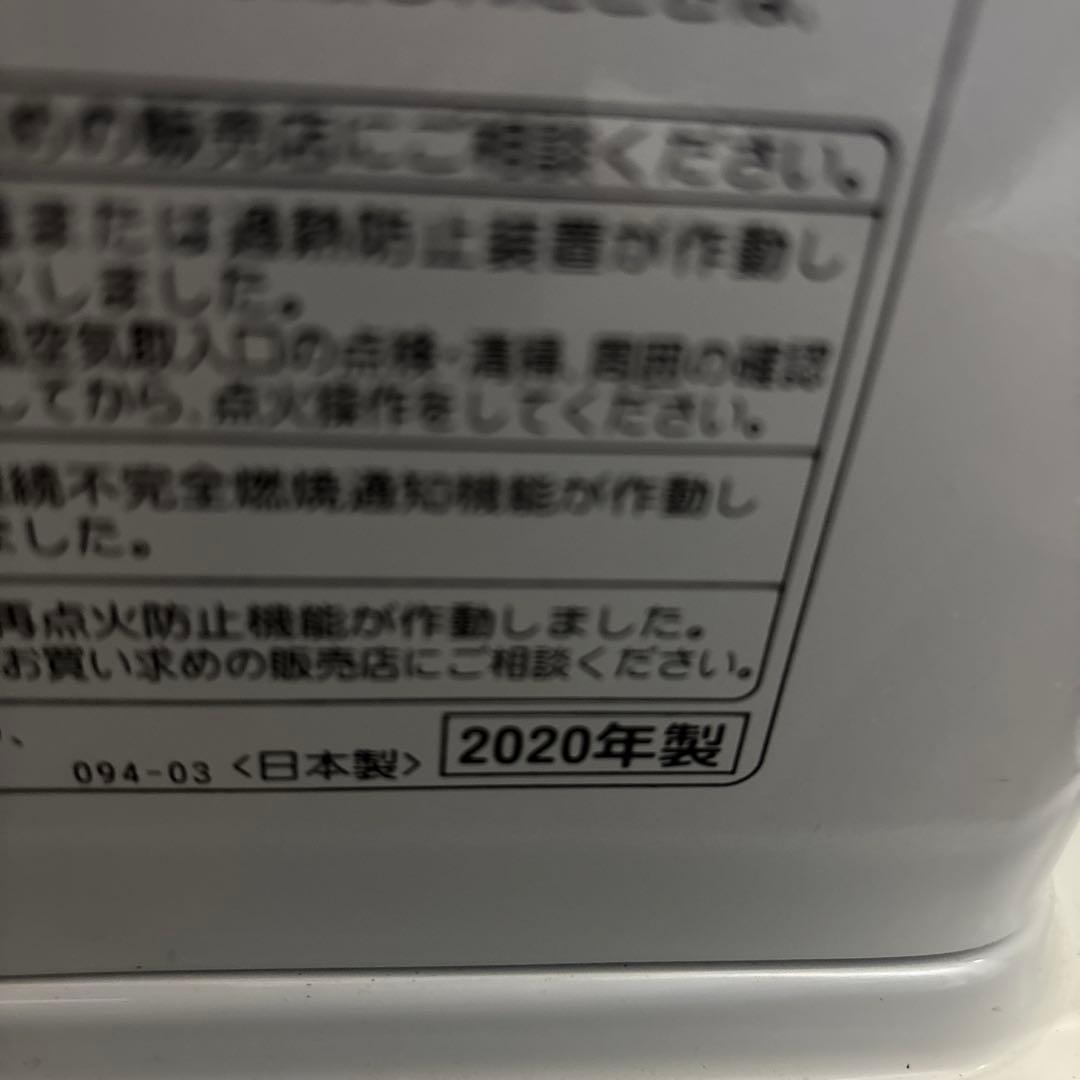 販売店にご相談ください。
または過熱防止装置が作動し
しました。
空気取入口の点検・清掃、周囲の確認
してから、点火操作をしてください。
続不完全燃焼通知機能が作動し
ました。
再点火防止機能が作動しました。
お買い求めの販売店にご相談ください。
094-03 <日本製> 2020年製